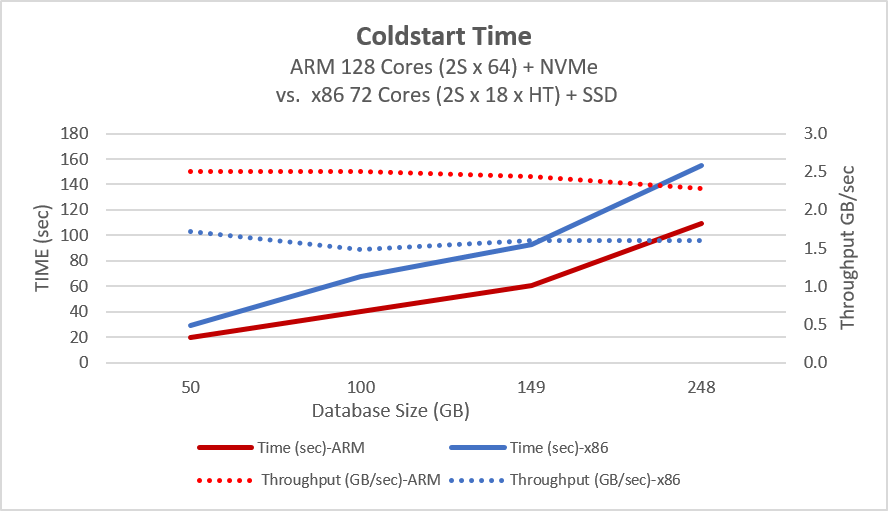 Coldstart Time
ARM 128 Cores (2S x 64) + NVMe
vs. x86 72 Cores (2S x 18 x HT) + SSD
TIME (sec)
180
160
140
120
100
80
60
40
20
0
3.0
2.5
2.0
1.5
1.0
0.5
0.0
Throughput GB/sec
50 100 149 248
Database Size (GB)
Time (sec)-ARM Time (sec)-x86
Throughput (GB/sec)-ARM Throughput (GB/sec)-x86